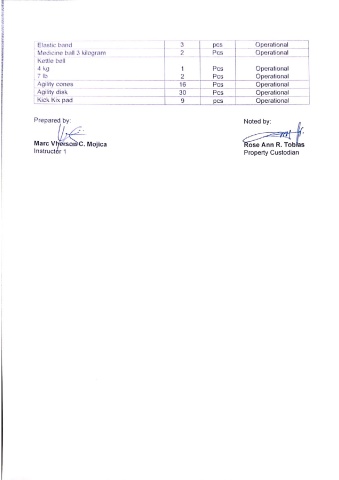 Elastic band 3 pcs Operational
Medicine ball 3 kilogram 2 Pcs Operational
Kettle bell
4 kg 1 Pcs Operational
7 lb 2 Pcs Operational
Agility cones 16 Pcs Operational
Agility disk 30 Pcs Operational
Kick Kix pad 9 pcs Operational
Prepared by: Noted by:
Marc Vherson C. Mojica Rose Ann R. Tobias
Instructor 1 Property Custodian